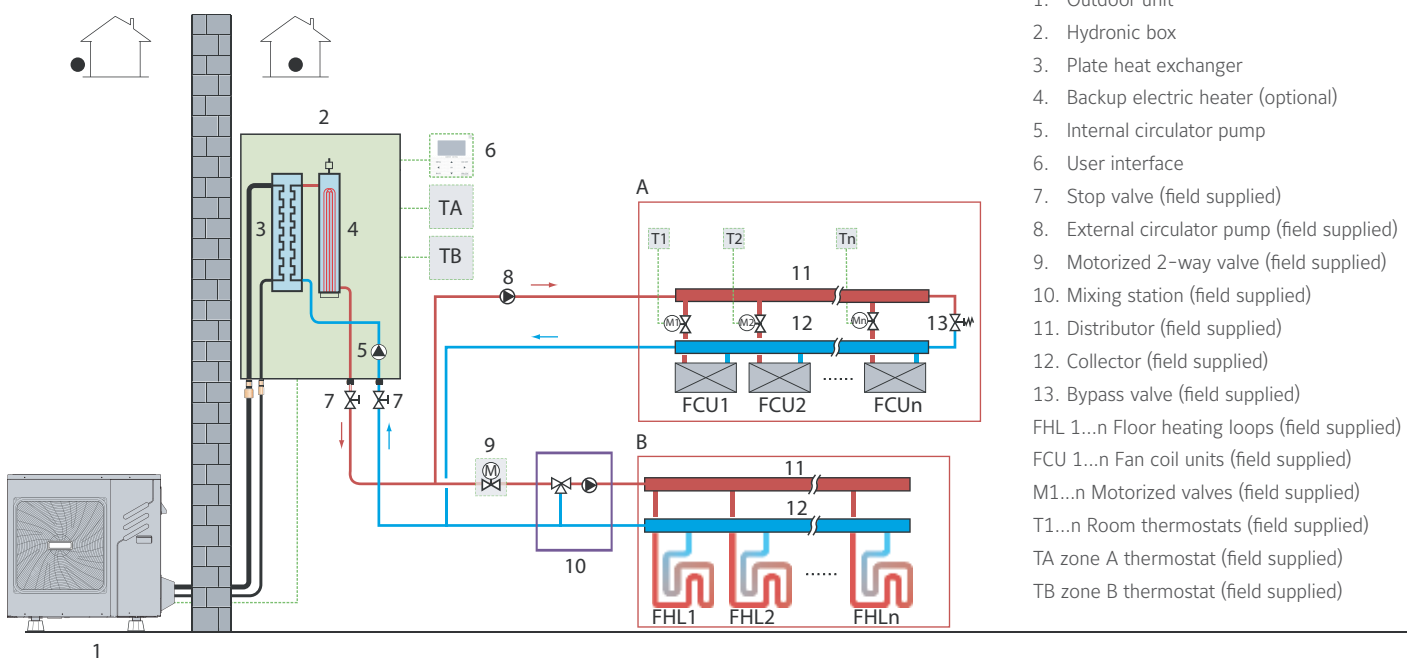 2
6
TA
TB
3
4
5
7
7
8
9
10
A
T1
T2
Tn
11
M1
M2
Mn
12
13
......
FCU1
FCU2
FCUn
B
M
11
12
......
FHL1
FHL2
FHLn
1
1. Outdoor unit
2. Hydronic box
3. Plate heat exchanger
4. Backup electric heater (optional)
5. Internal circulator pump
6. User interface
7. Stop valve (field supplied)
8. External circulator pump (field supplied)
9. Motorized 2-way valve (field supplied)
10. Mixing station (field supplied)
11. Distributor (field supplied)
12. Collector (field supplied)
13. Bypass valve (field supplied)
FHL 1...n Floor heating loops (field supplied)
FCU 1...n Fan coil units (field supplied)
M1...n Motorized valves (field supplied)
T1...n Room thermostats (field supplied)
TA zone A thermostat (field supplied)
TB zone B thermostat (field supplied)